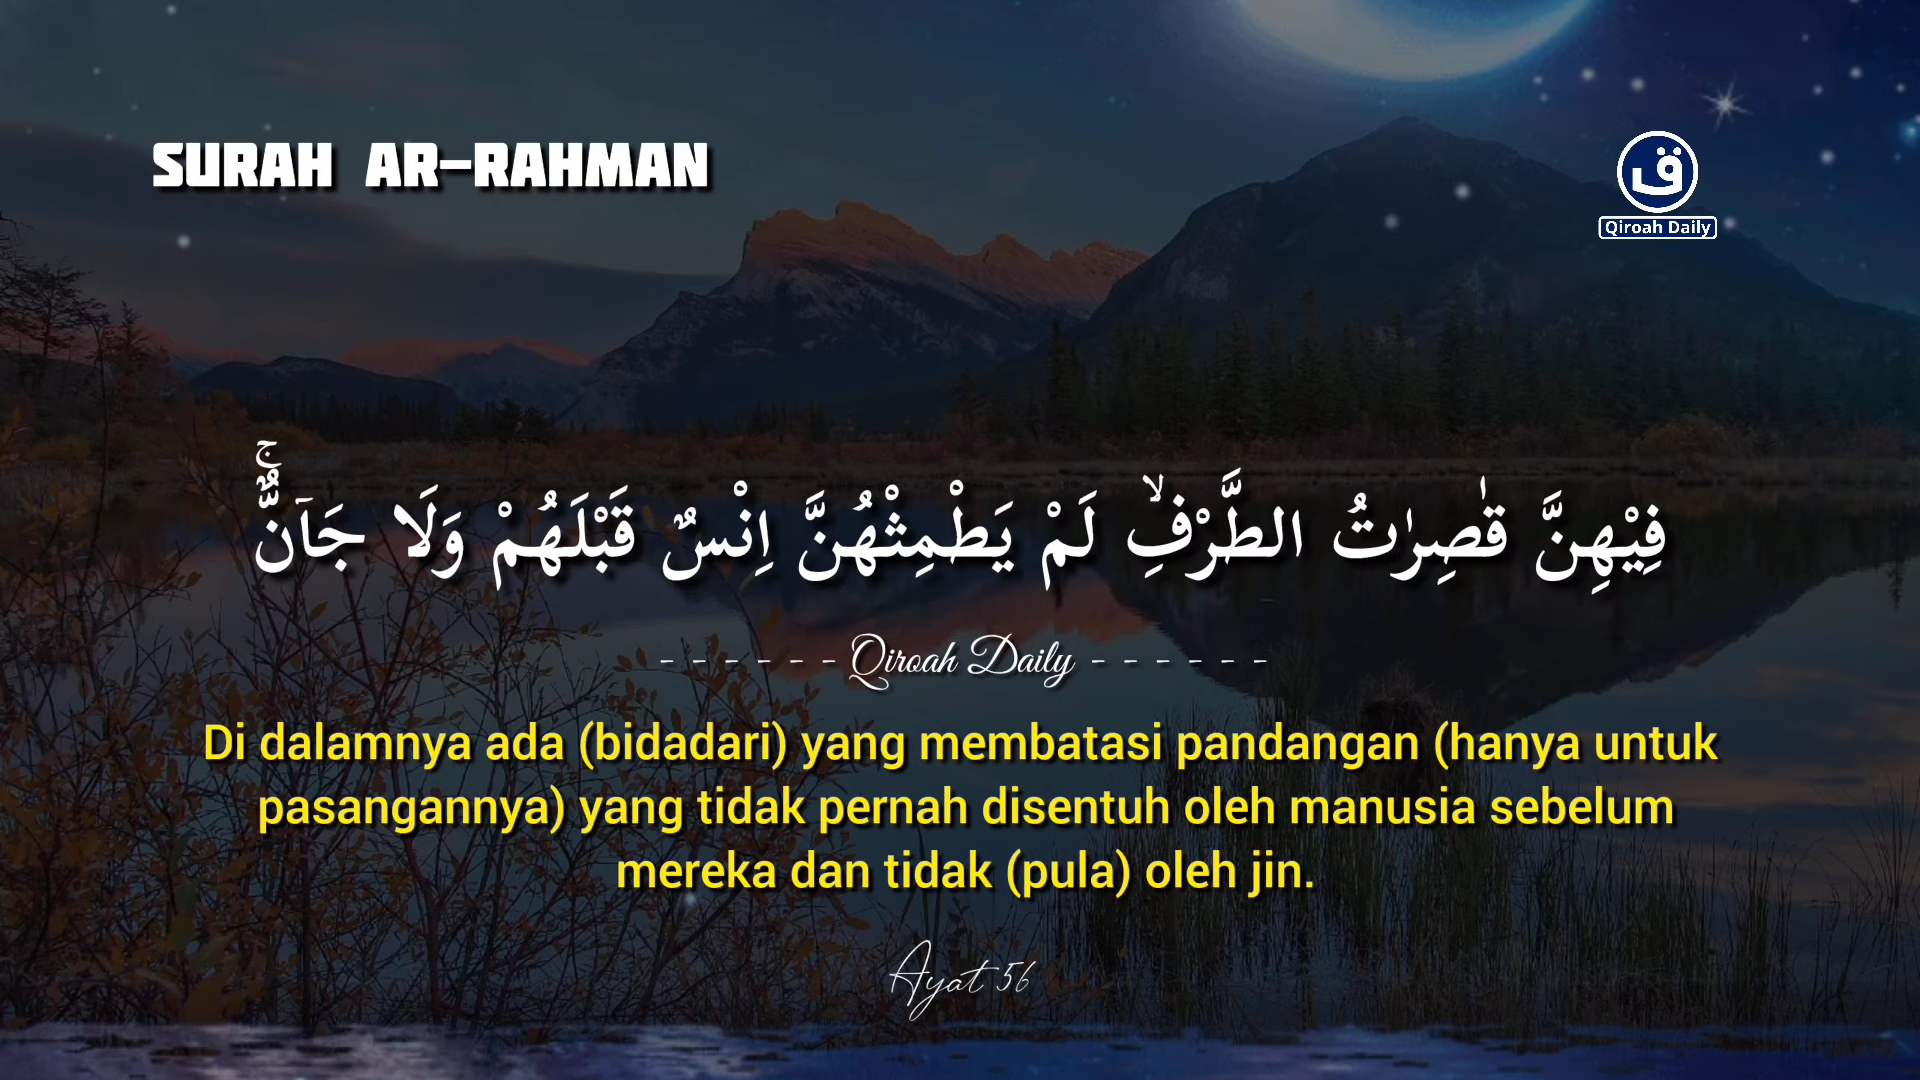 SURAH AR-RAHMAN
ق
Qiroah Daily
فِيْهِنَّ قٰصِرٰتُ الطَّرْفِۙ لَمْ يَطْمِثْهُنَّ اِنْسٌ قَبْلَهُمْ وَلَا جَاۤنٌّۚ
- - - - - - Qiroah Daily - - - - - -
Di dalamnya ada (bidadari) yang membatasi pandangan (hanya untuk
pasangannya) yang tidak pernah disentuh oleh manusia sebelum
mereka dan tidak (pula) oleh jin.
Ayat 56